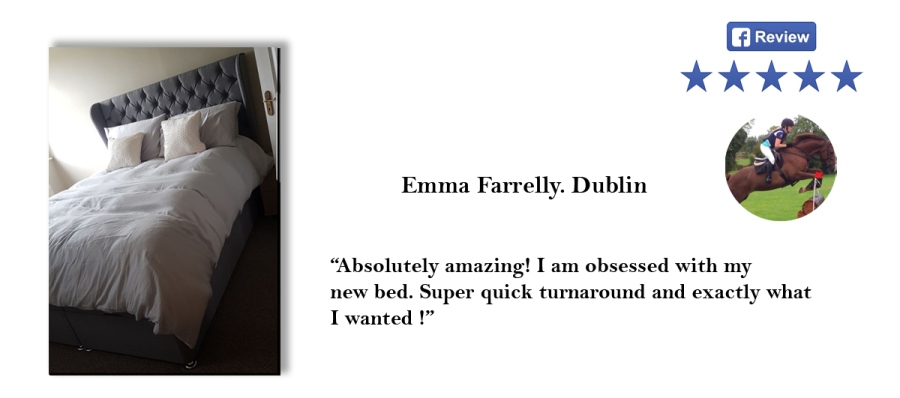 f Review
Emma Farrelly. Dublin
“Absolutely amazing! I am obsessed with my
new bed. Super quick turnaround and exactly what
I wanted !”